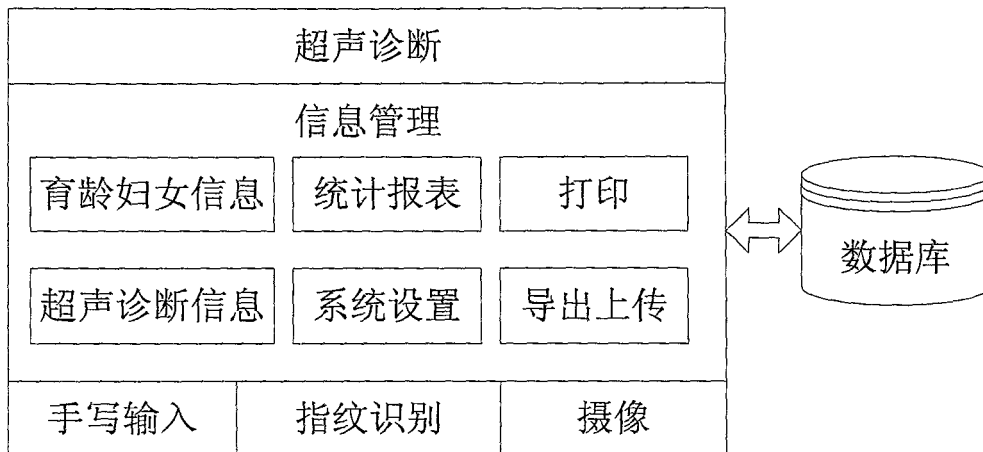 超声诊断
信息管理
育龄妇女信息
统计报表
打印
超声诊断信息
系统设置
导出上传
手写输入
指纹识别
摄像
数据库